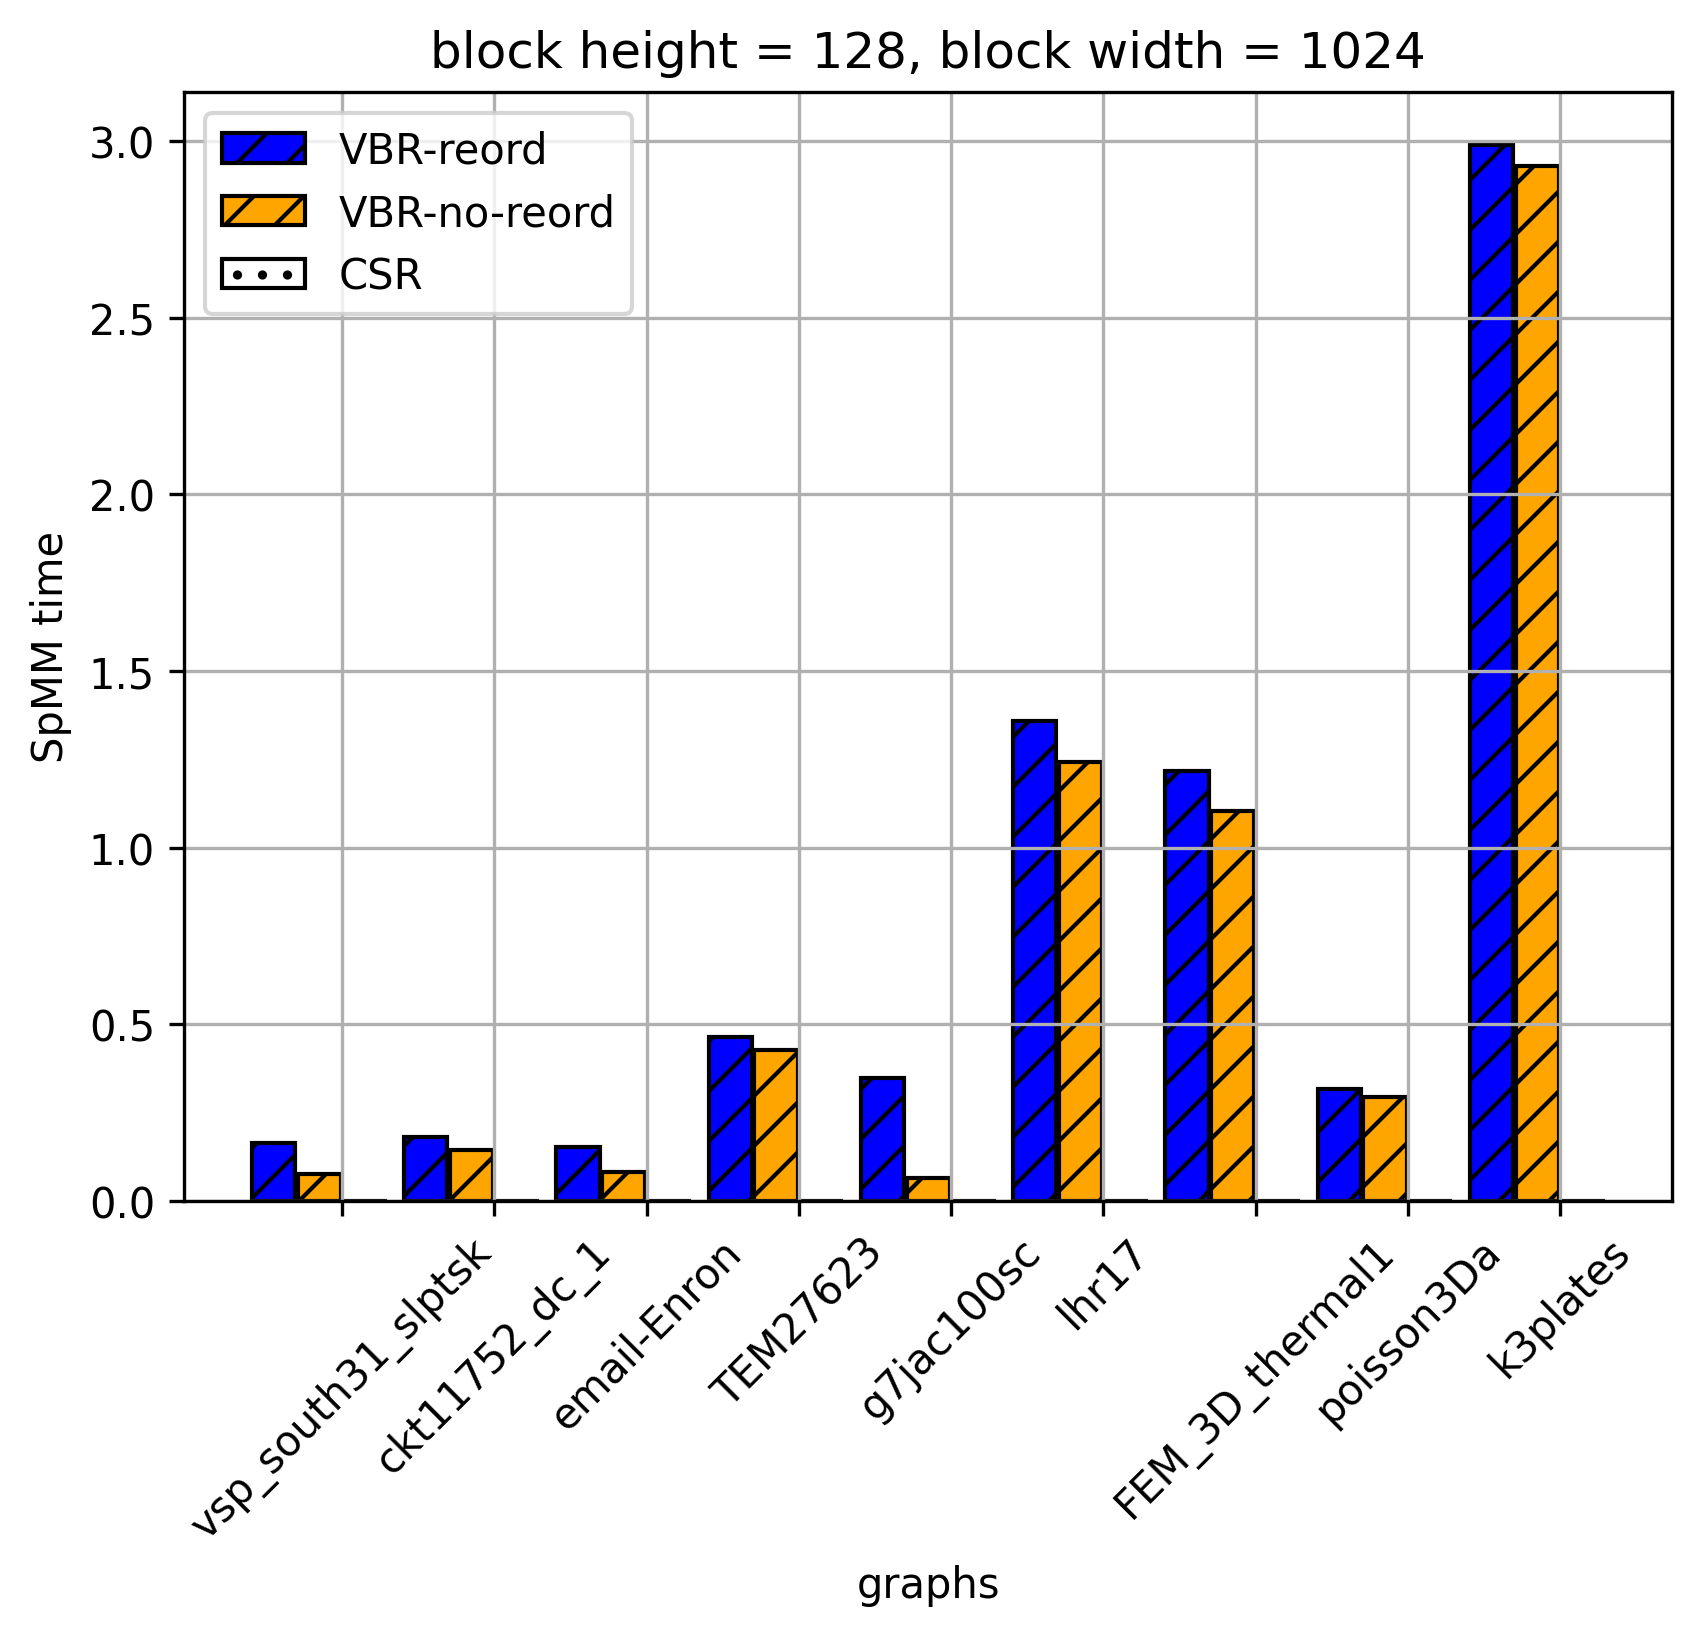 block height = 128, block width = 1024
VBR-reord
VBR-no-reord
CSR
3.0
2.5
2.0
1.5
1.0
0.5
0.0
SpMM time
vsp_south31_slptsk
ckt11752_dc_1
email-Enron
TEM27623
g7jac100sc
lhr17
FEM_3D_thermal1
poisson3Da
k3plates
graphs